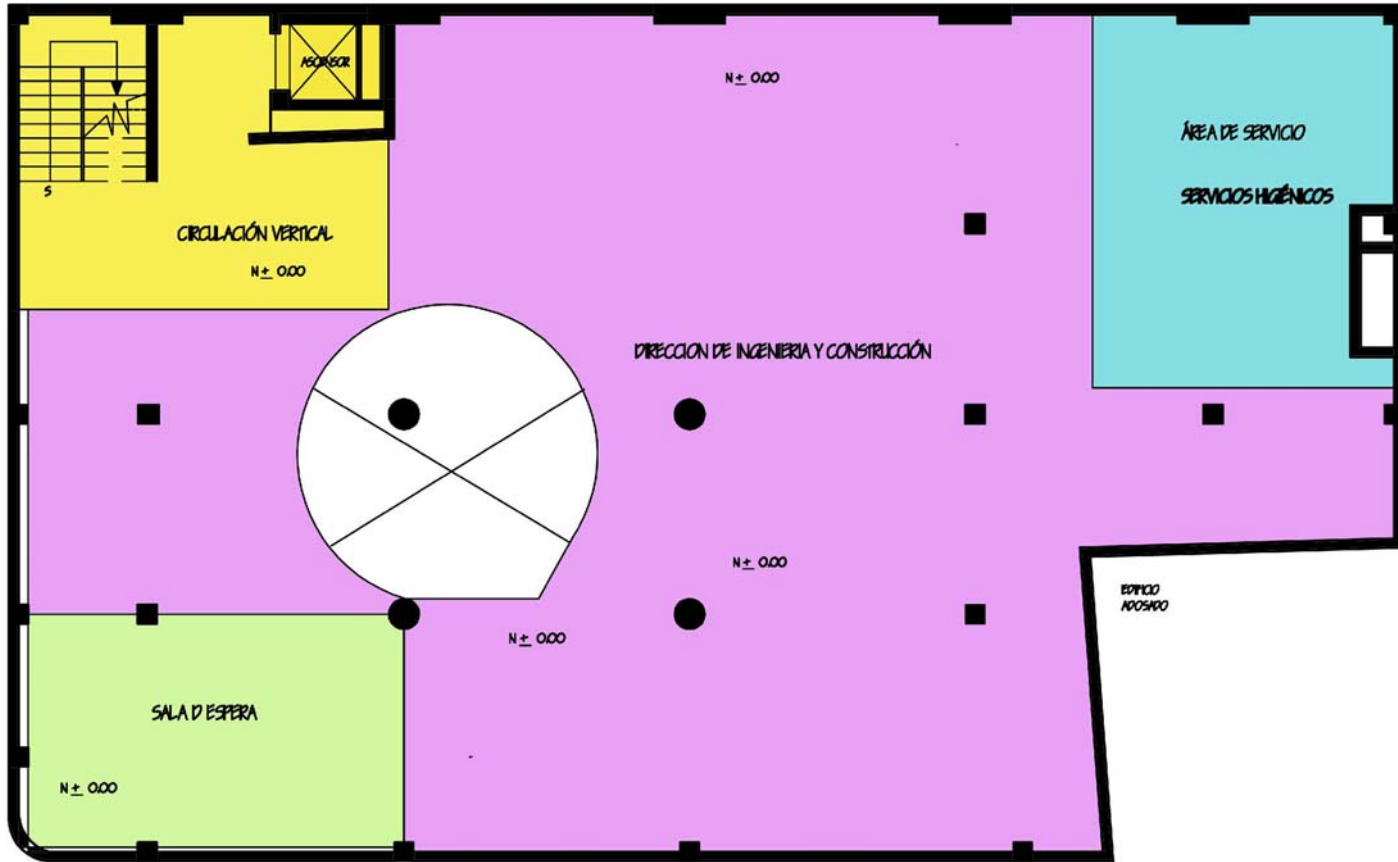 ASCENSOR
N± 0.00
ÁREA DE SERVICIO
SERVICIOS HIGIÉNICOS
S
CIRCULACIÓN VERTICAL
N± 0.00
DIRECCION DE INGENIERIA Y CONSTRUCCIÓN
N± 0.00
EDIFICIO
ADOSADO
N± 0.00
SALA D ESPERA
N± 0.00